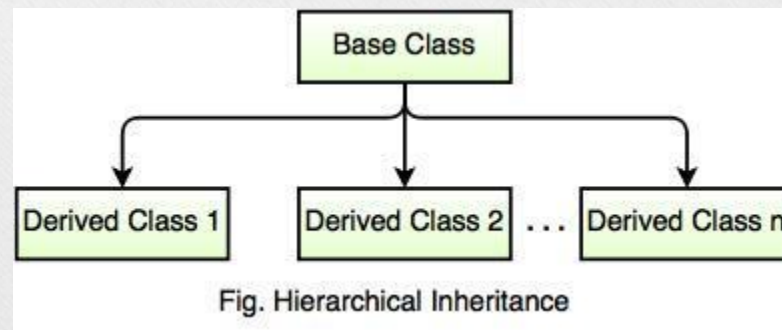 Base Class
Derived Class 1 Derived Class 2 ... Derived Class n
Fig. Hierarchical Inheritance